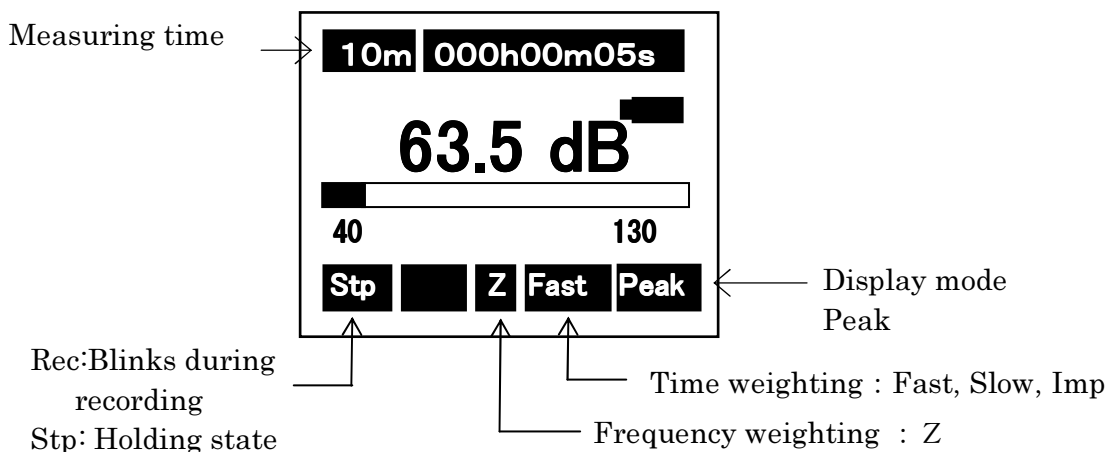 Measuring time
10m 000h00m05s
63.5 dB
40 130
Stp Z Fast Peak
Display mode
Peak
Rec:Blinks during
recording
Stp: Holding state
Time weighting : Fast, Slow, Imp
Frequency weighting : Z